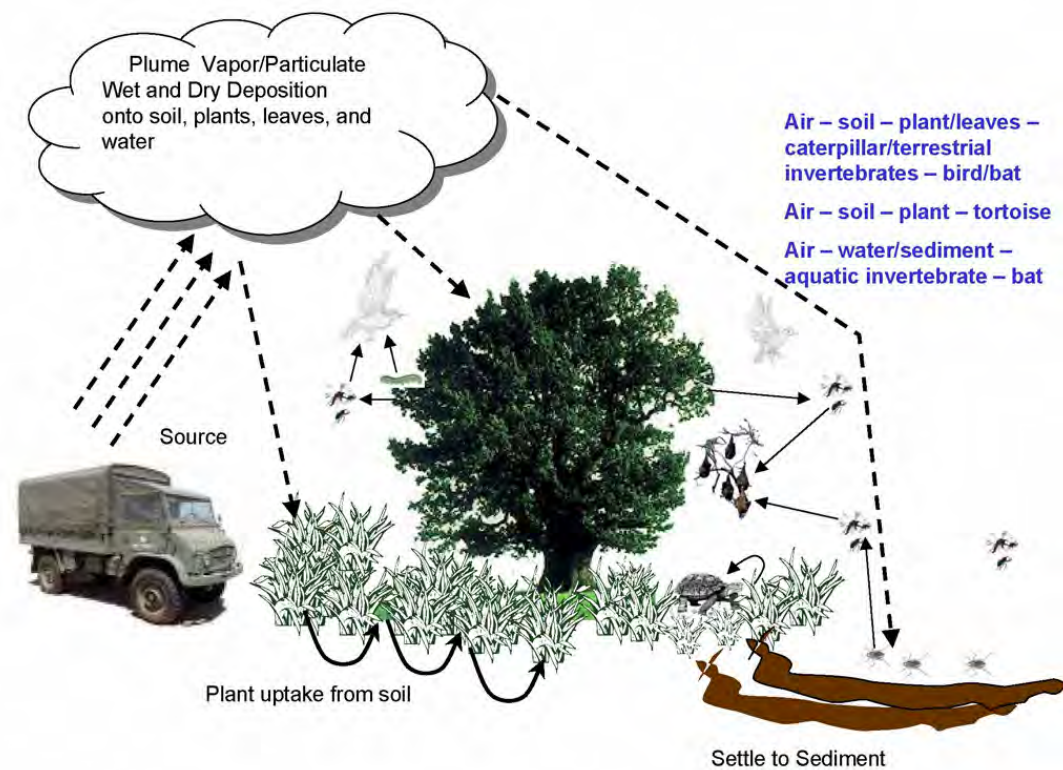 Plume Vapor/Particulate
Wet and Dry Deposition
onto soil, plants, leaves, and
water
Air – soil – plant/leaves –
caterpillar/terrestrial
invertebrates – bird/bat
Air – soil – plant – tortoise
Air – water/sediment –
aquatic invertebrate – bat
Source
Plant uptake from soil
Settle to Sediment